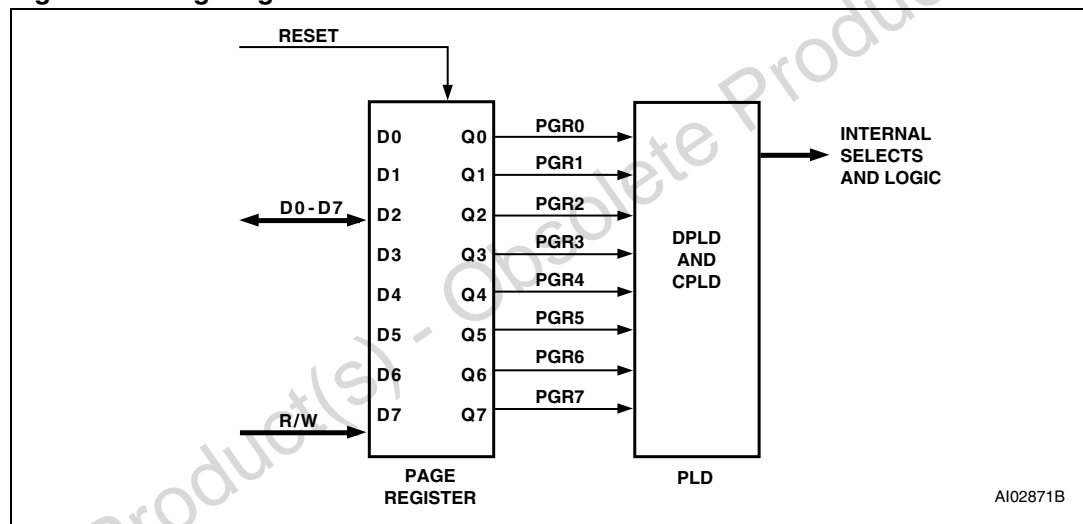 RESET
D0 Q0 PGR0
D1 Q1 PGR1
D0-D7 D2 Q2 PGR2
D3 Q3 PGR3
D4 Q4 PGR4
D5 Q5 PGR5
D6 Q6 PGR6
R/W D7 Q7 PGR7
DPLD
AND
CPLD
INTERNAL
SELECTS
AND LOGIC
PAGE
REGISTER
PLD
AI02871B
Product(s) - Obsolete Produc